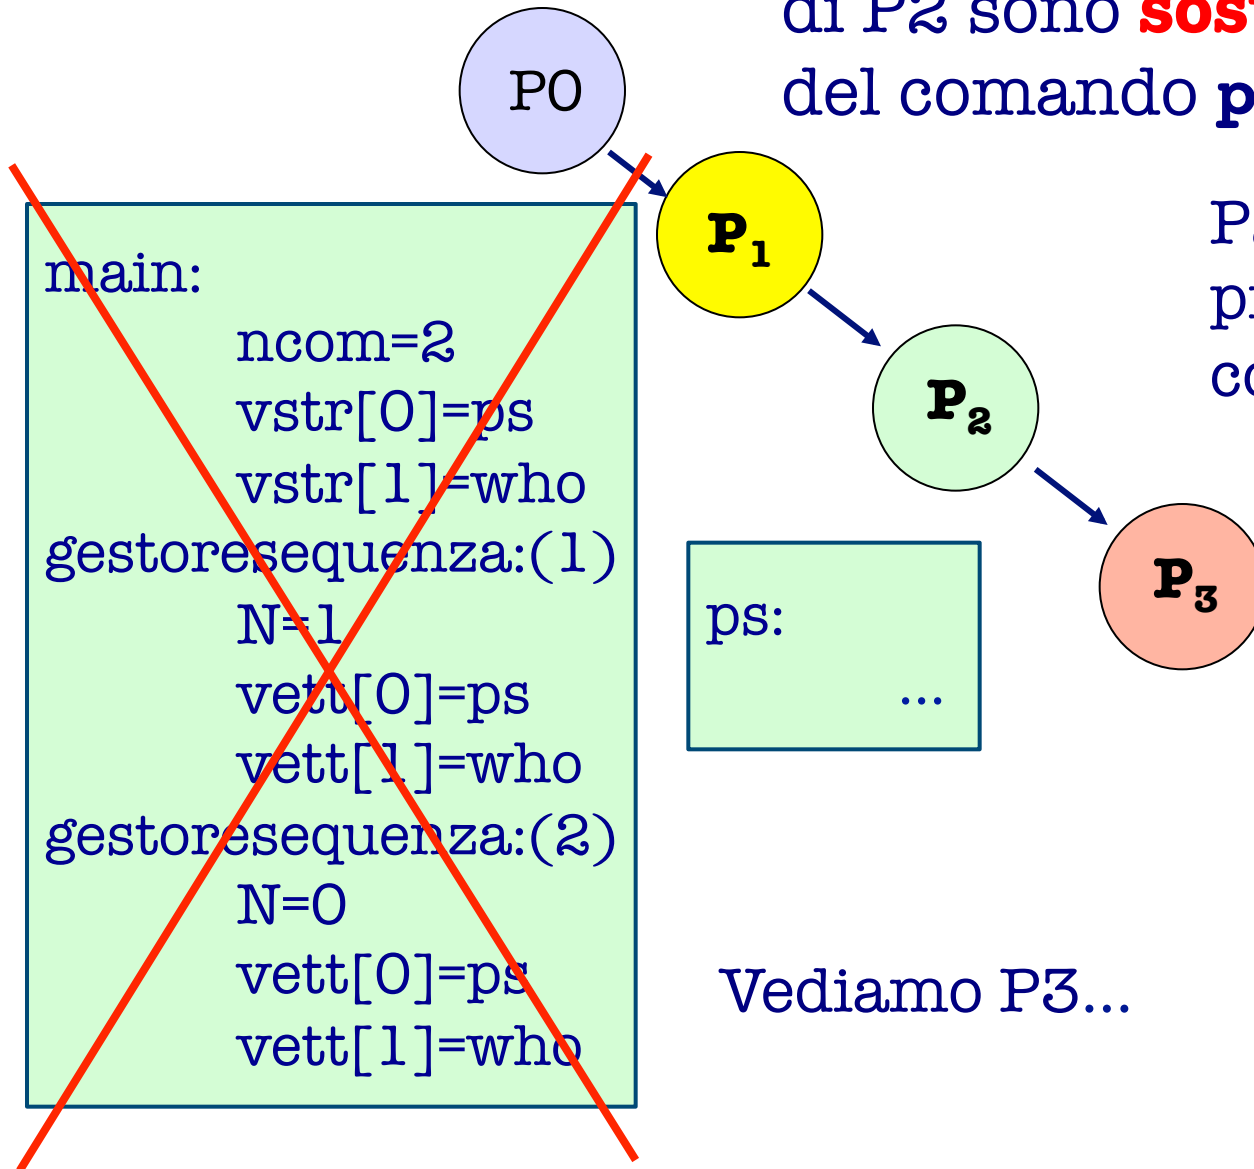 di P2 sono
del comando
P0
P1
P2
P3
main:
ncom=2
vstr[0]=ps
vstr[1]=who
gestoresequenza:(1)
N=1
vett[0]=ps
vett[1]=who
gestoresequenza:(2)
N=0
vett[0]=ps
vett[1]=who
ps:
...
Vediamo P3...